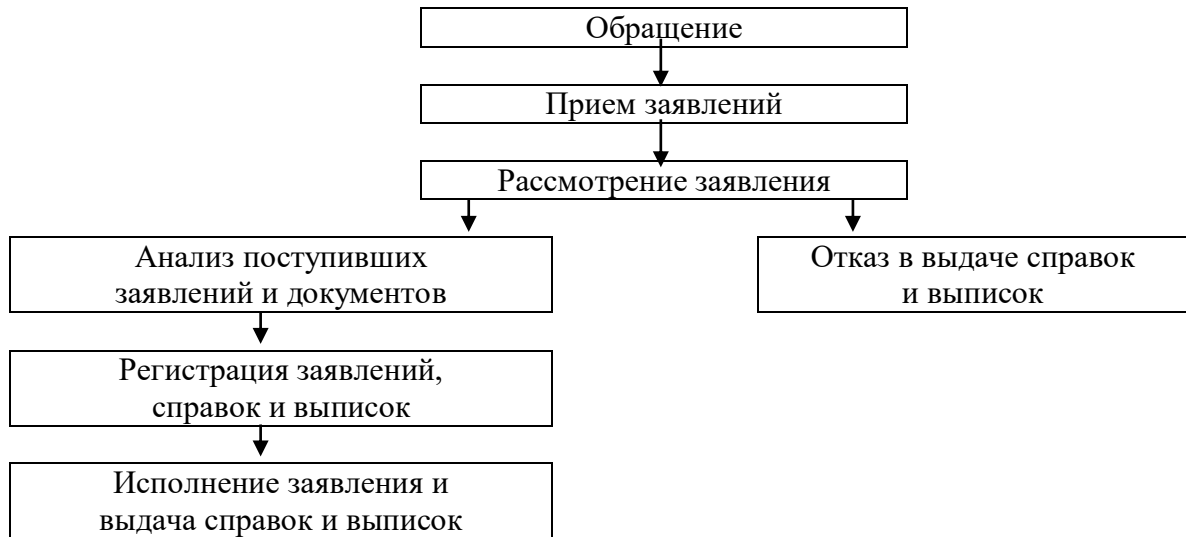 Обращение
Прием заявлений
Рассмотрение заявления
Анализ поступивших
заявлений и документов
Отказ в выдаче справок
и выписок
Регистрация заявлений,
справок и выписок
Исполнение заявления и
выдача справок и выписок